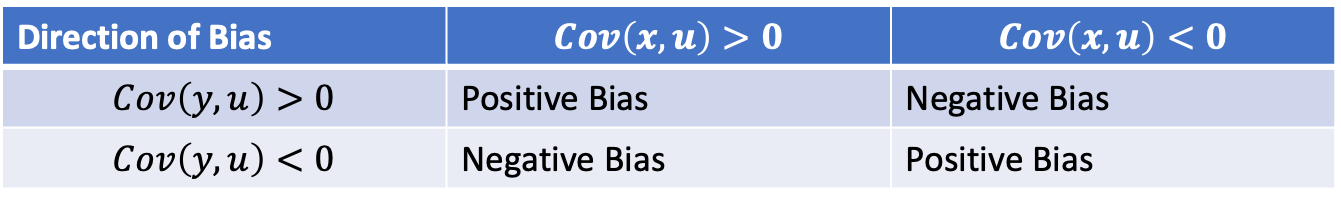 Direction of Bias Cov(x, u) > 0 Cov(x, u) < 0
Cov(y, u) > 0 Positive Bias Negative Bias
Cov(y, u) < 0 Negative Bias Positive Bias